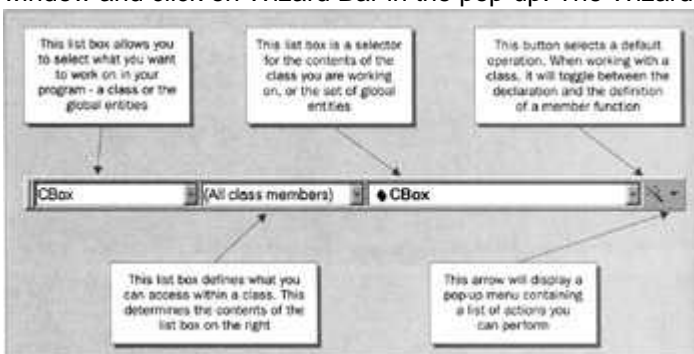 window and click on Wizard Bar in the pop-up. The Wizard
This list box allows you
to select what you want
to work on in your
program - a class or the
global entities
This list box is a selector
for the contents of the
class you are working
on, or the set of global
entities
This button selects a default
operation. When working with a
class, it will toggle between the
declaration and the definition
of a member function
CBox
(All class members)
CBox
This list box defines what you
can access within a class. This
determines the contents of the
list box on the right
This arrow will display a
pop-up menu containing
a list of actions you
can perform